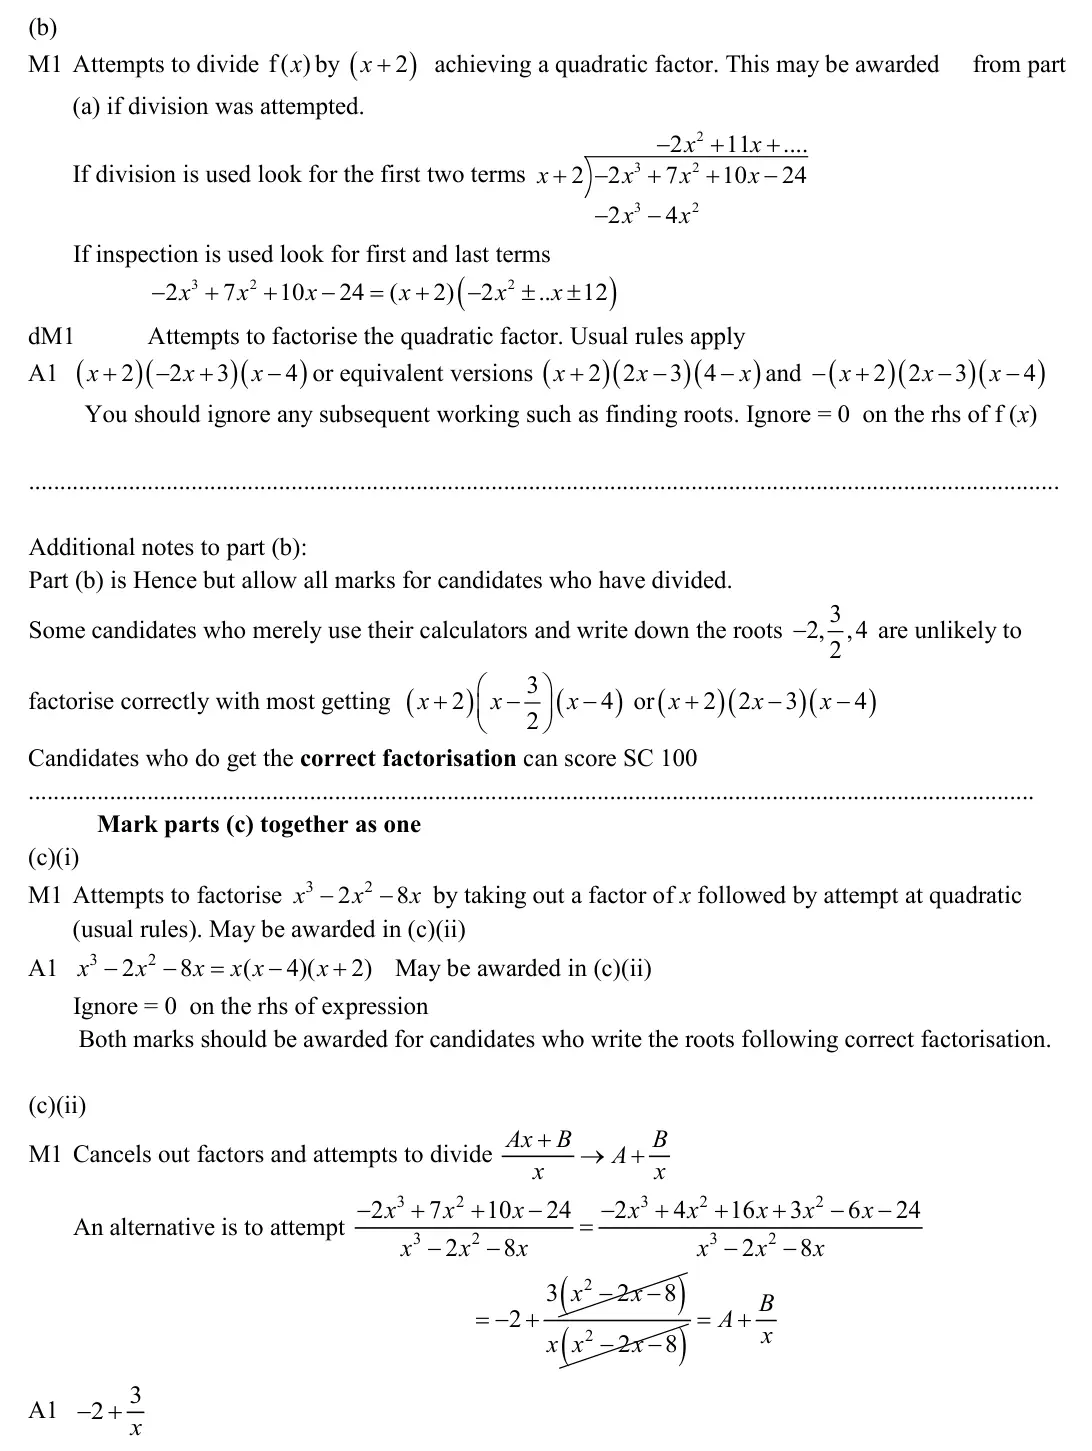 (b)
M1 Attempts to divide f(x) by (x+2) achieving a quadratic factor. This may be awarded from part
(a) if division was attempted.
−2x² +11x +....
If division is used look for the first two terms x+2)−2x³ +7x² +10x−24
−2x³ −4x²
If inspection is used look for first and last terms
−2x³ +7x² +10x−24 = (x+2)(−2x² ±..x±12)
dM1 Attempts to factorise the quadratic factor. Usual rules apply
A1 (x+2)(−2x+3)(x−4) or equivalent versions (x+2)(2x−3)(4−x) and −(x+2)(2x−3)(x−4)
You should ignore any subsequent working such as finding roots. Ignore = 0 on the rhs of f (x)
..........
Additional notes to part (b):
Part (b) is Hence but allow all marks for candidates who have divided.
Some candidates who merely use their calculators and write down the roots −2, 3/2, 4 are unlikely to
factorise correctly with most getting (x+2)(x−3/2)(x−4) or (x+2)(2x−3)(x−4)
Candidates who do get the correct factorisation can score SC 100
..........
Mark parts (c) together as one
(c)(i)
M1 Attempts to factorise x³ −2x² −8x by taking out a factor of x followed by attempt at quadratic
(usual rules). May be awarded in (c)(ii)
A1 x³ −2x² −8x = x(x−4)(x+2) May be awarded in (c)(ii)
Ignore = 0 on the rhs of expression
Both marks should be awarded for candidates who write the roots following correct factorisation.
(c)(ii)
M1 Cancels out factors and attempts to divide (Ax+B)/x → A+B/x
An alternative is to attempt (−2x³ +7x² +10x−24)/(x³ −2x² −8x) = (−2x³ +4x² +16x+3x² −6x−24)/(x³ −2x² −8x)
= −2+ 3(x² −2x−8)/x(x² −2x−8) = A+B/x
A1 −2+3/x